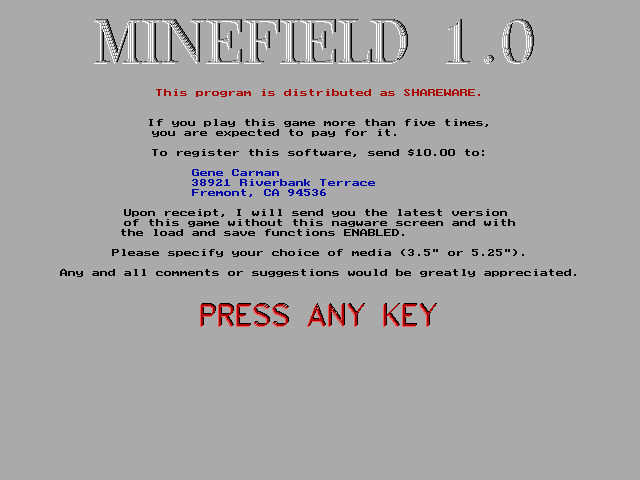 MINEFIELD 1.0
This program is distributed as SHAREWARE.
If you play this game more than five times,
you are expected to pay for it.
To register this software, send $10.00 to:
Gene Carman
38921 Riverbank Terrace
Fremont, CA 94536
Upon receipt, I will send you the latest version
of this game without this nagware screen and with
the load and save functions ENABLED.
Please specify your choice of media (3.5" or 5.25").
Any and all comments or suggestions would be greatly appreciated.
PRESS ANY KEY